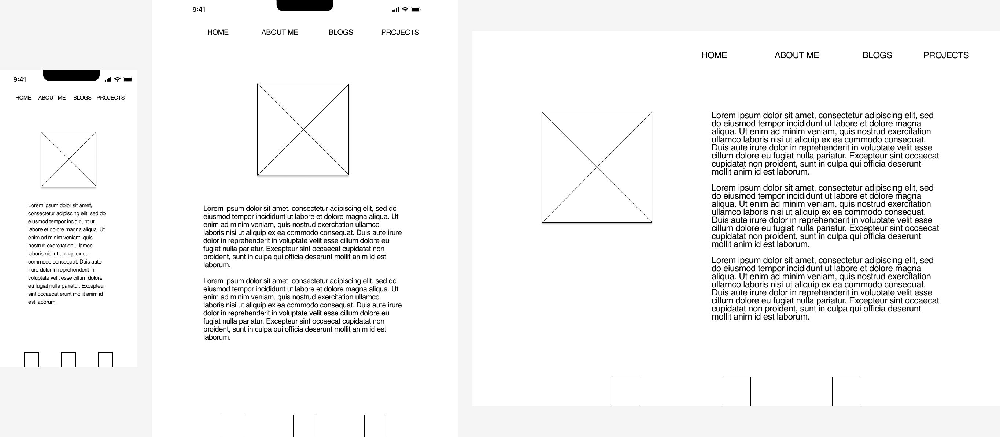 9:41
HOME ABOUT ME BLOGS PROJECTS
Lorem ipsum dolor sit amet,
consectetur adipiscing elit, sed do
eiusmod tempor incididunt ut
labore et dolore magna aliqua. Ut
enim ad minim veniam, quis
nostrud exercitation ullamco
laboris nisi ut aliquip ex ea
commodo consequat. Duis aute
irure dolor in reprehenderit in
voluptate velit esse cillum dolore
eu fugiat nulla pariatur. Excepteur
sint occaecat erunt mollit anim id
est laborum.
9:41
HOME ABOUT ME BLOGS PROJECTS
Lorem ipsum dolor sit amet, consectetur adipiscing elit, sed do
eiusmod tempor incididunt ut labore et dolore magna aliqua. Ut
enim ad minim veniam, quis nostrud exercitation ullamco
laboris nisi ut aliquip ex ea commodo consequat. Duis aute irure
dolor in reprehenderit in voluptate velit esse cillum dolore eu
fugiat nulla pariatur. Excepteur sint occaecat cupidatat non
proident, sunt in culpa qui officia deserunt mollit anim id est
laborum.
Lorem ipsum dolor sit amet, consectetur adipiscing elit, sed do
eiusmod tempor incididunt ut labore et dolore magna aliqua. Ut
enim ad minim veniam, quis nostrud exercitation ullamco
laboris nisi ut aliquip ex ea commodo consequat. Duis aute irure
dolor in reprehenderit in voluptate velit esse cillum dolore eu
fugiat nulla pariatur. Excepteur sint occaecat cupidatat non
proident, sunt in culpa qui officia deserunt mollit anim id est
laborum.
HOME ABOUT ME BLOGS PROJECTS
Lorem ipsum dolor sit amet, consectetur adipiscing elit, sed
do eiusmod tempor incididunt ut labore et dolore magna
aliqua. Ut enim ad minim veniam, quis nostrud exercitation
ullamco laboris nisi ut aliquip ex ea commodo consequat.
Duis aute irure dolor in reprehenderit in voluptate velit esse
cillum dolore eu fugiat nulla pariatur. Excepteur sint occaecat
cupidatat non proident, sunt in culpa qui officia deserunt
mollit anim id est laborum.
Lorem ipsum dolor sit amet, consectetur adipiscing elit, sed
do eiusmod tempor incididunt ut labore et dolore magna
aliqua. Ut enim ad minim veniam, quis nostrud exercitation
ullamco laboris nisi ut aliquip ex ea commodo consequat.
Duis aute irure dolor in reprehenderit in voluptate velit esse
cillum dolore eu fugiat nulla pariatur. Excepteur sint occaecat
cupidatat non proident, sunt in culpa qui officia deserunt
mollit anim id est laborum.
Lorem ipsum dolor sit amet, consectetur adipiscing elit, sed
do eiusmod tempor incididunt ut labore et dolore magna
aliqua. Ut enim ad minim veniam, quis nostrud exercitation
ullamco laboris nisi ut aliquip ex ea commodo consequat.
Duis aute irure dolor in reprehenderit in voluptate velit esse
cillum dolore eu fugiat nulla pariatur. Excepteur sint occaecat
cupidatat non proident, sunt in culpa qui officia deserunt
mollit anim id est laborum.